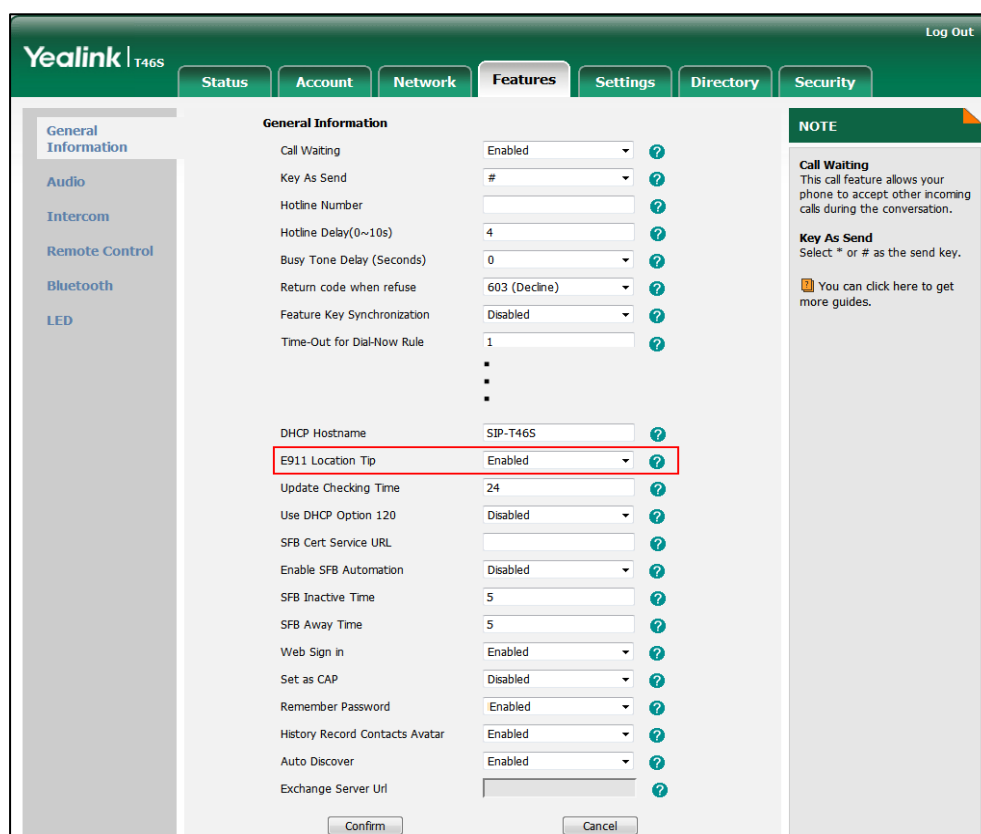 Log Out
Yealink T46S
Status Account Network Features Settings Directory Security
General
Information
Audio
Intercom
Remote Control
Bluetooth
LED
General Information
Call Waiting Enabled
Key As Send #
Hotline Number
Hotline Delay(0~10s) 4
Busy Tone Delay (Seconds) 0
Return code when refuse 603 (Decline)
Feature Key Synchronization Disabled
Time-Out for Dial-Now Rule 1
DHCP Hostname SIP-T46S
E911 Location Tip Enabled
Update Checking Time 24
Use DHCP Option 120 Disabled
SFB Cert Service URL
Enable SFB Automation Disabled
SFB Inactive Time 5
SFB Away Time 5
Web Sign in Enabled
Set as CAP Disabled
Remember Password Enabled
History Record Contacts Avatar Enabled
Auto Discover Enabled
Exchange Server Url
Confirm Cancel
NOTE
Call Waiting
This call feature allows your
phone to accept other incoming
calls during the conversation.
Key As Send
Select * or # as the send key.
You can click here to get
more guides.